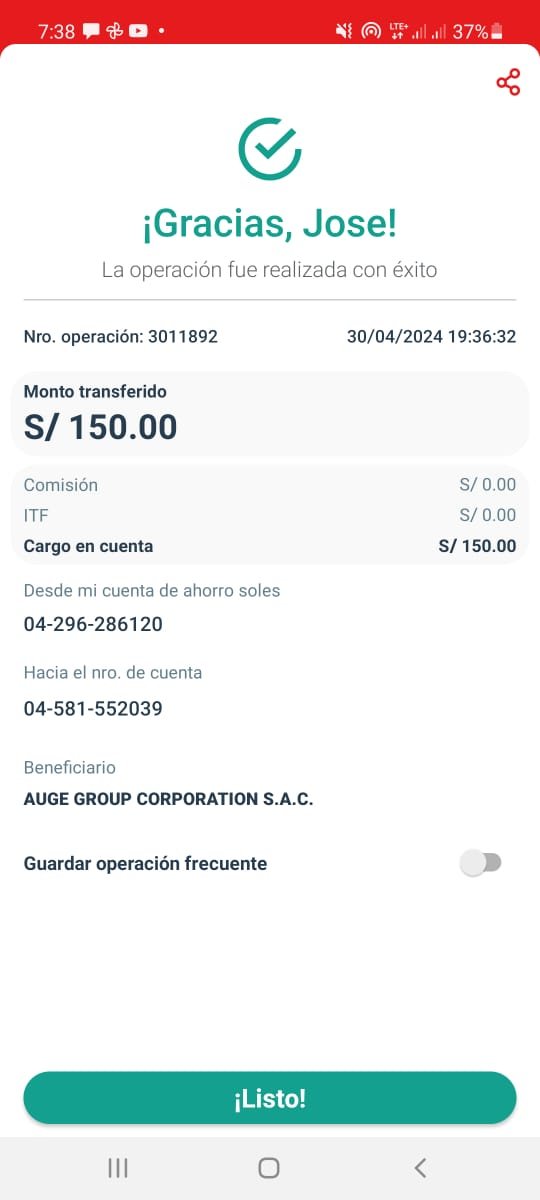 7:38 LTE+ 37%
¡Gracias, Jose!
La operación fue realizada con éxito
Nro. operación: 3011892 30/04/2024 19:36:32
Monto transferido
S/ 150.00
Comisión S/ 0.00
ITF S/ 0.00
Cargo en cuenta S/ 150.00
Desde mi cuenta de ahorro soles
04-296-286120
Hacia el nro. de cuenta
04-581-552039
Beneficiario
AUGE GROUP CORPORATION S.A.C.
Guardar operación frecuente
¡Listo!